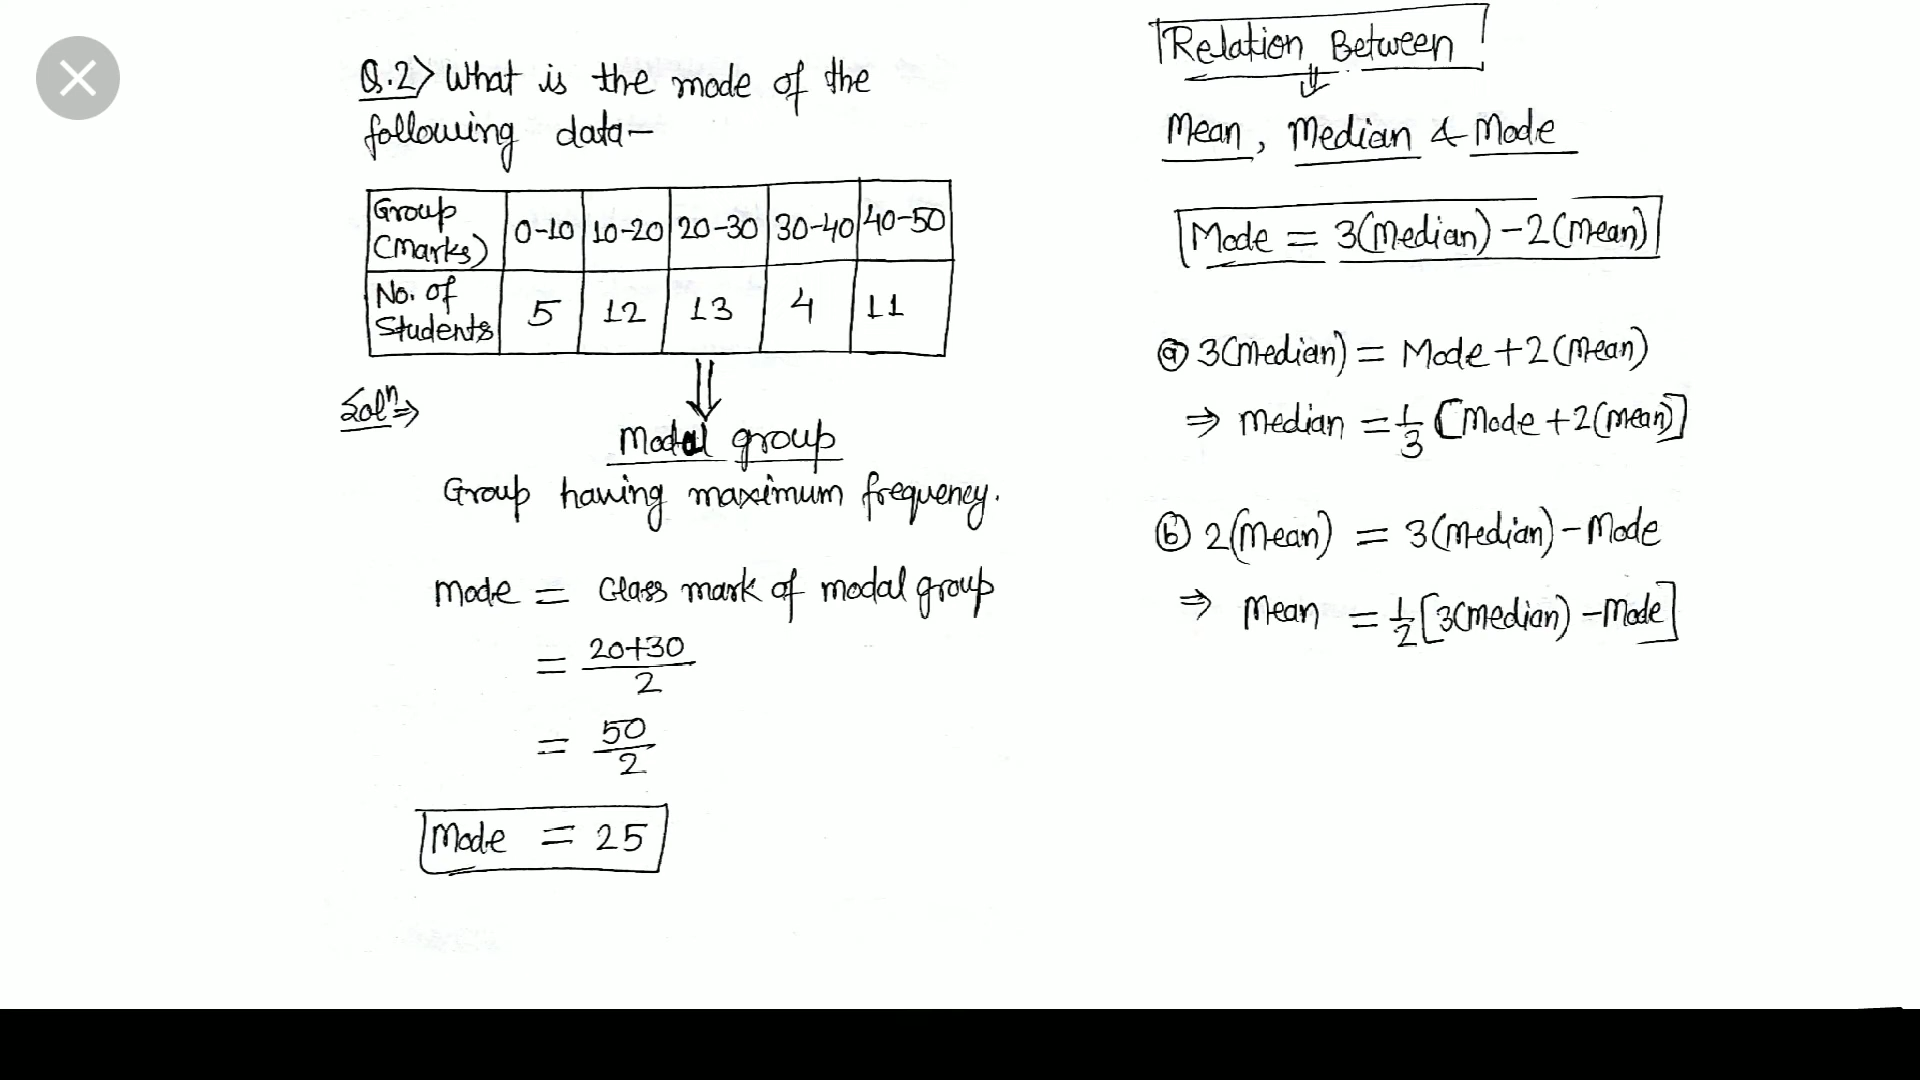 Q.2> What is the mode of the
following data-
Group (Marks) 0-10 10-20 20-30 30-40 40-50
No. of Students 5 12 13 4 11
Solⁿ⇒
⇓
Modal group
Group having maximum frequency.
Mode = Class mark of modal group
= 20+30/2
= 50/2
Mode = 25
Relation Between
⇓
Mean, Median & Mode
Mode = 3(Median) - 2(Mean)
ⓐ 3(Median) = Mode + 2(Mean)
⇒ Median = 1/3 [Mode + 2(Mean)]
ⓑ 2(Mean) = 3(Median) - Mode
⇒ Mean = 1/2 [3(Median) - Mode]